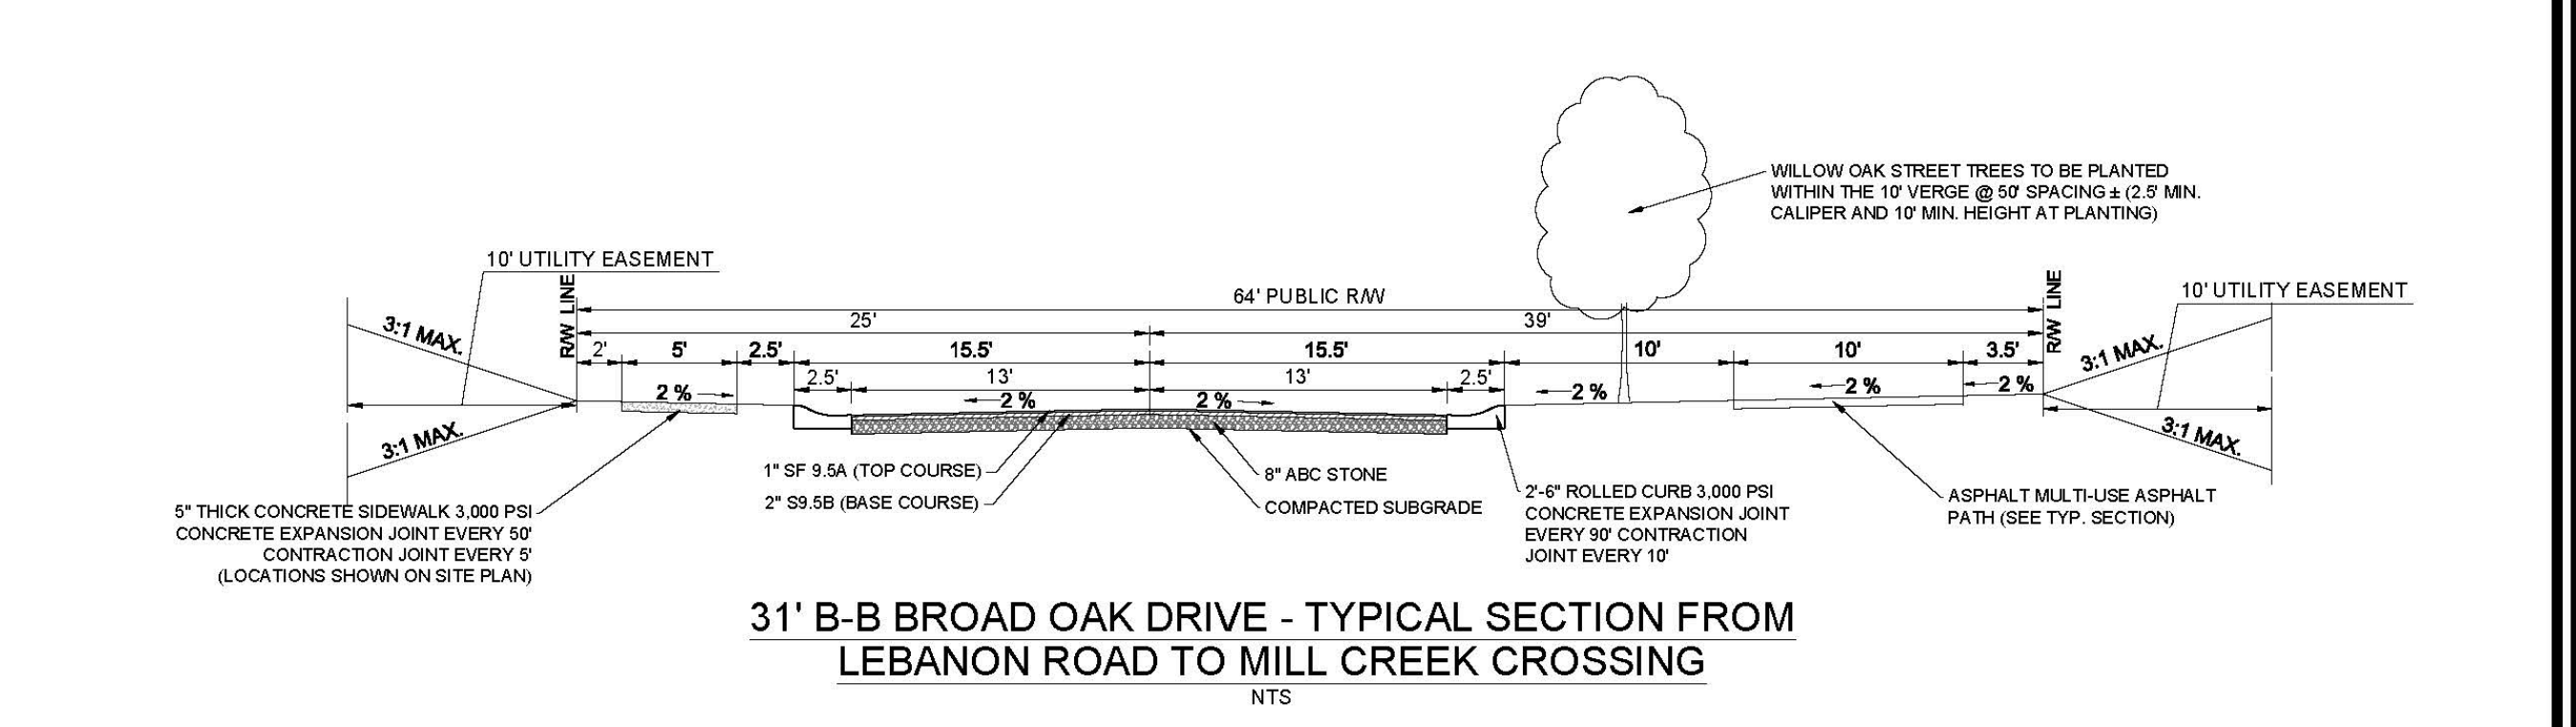 WILLOW OAK STREET TREES TO BE PLANTED
WITHIN THE 10' VERGE @ 50' SPACING ± (2.5' MIN.
CALIPER AND 10' MIN. HEIGHT AT PLANTING)
10' UTILITY EASEMENT
R/W LINE
64' PUBLIC R/W
R/W LINE
10' UTILITY EASEMENT
25'
39'
3:1 MAX.
2'
5'
2.5'
15.5'
15.5'
10'
10'
3.5'
3:1 MAX.
2.5'
13'
13'
2.5'
2 %
2 %
2 %
2 %
2 %
2 %
3:1 MAX.
3:1 MAX.
1" SF 9.5A (TOP COURSE)
2" S9.5B (BASE COURSE)
8" ABC STONE
COMPACTED SUBGRADE
5" THICK CONCRETE SIDEWALK 3,000 PSI
CONCRETE EXPANSION JOINT EVERY 50'
CONTRACTION JOINT EVERY 5'
(LOCATIONS SHOWN ON SITE PLAN)
2'-6" ROLLED CURB 3,000 PSI
CONCRETE EXPANSION JOINT
EVERY 90' CONTRACTION
JOINT EVERY 10'
ASPHALT MULTI-USE ASPHALT
PATH (SEE TYP. SECTION)
31' B-B BROAD OAK DRIVE - TYPICAL SECTION FROM
LEBANON ROAD TO MILL CREEK CROSSING
NTS